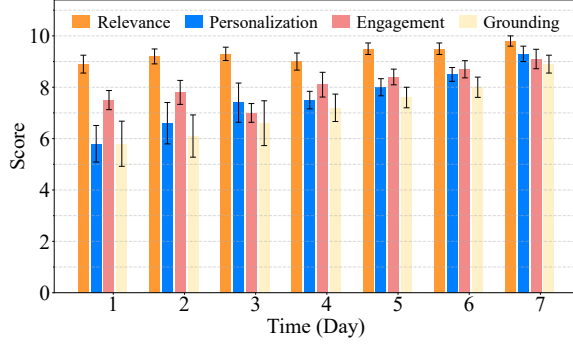 Relevance Personalization Engagement Grounding
10
8
6
4
2
0
Score
1 2 3 4 5 6 7
Time (Day)